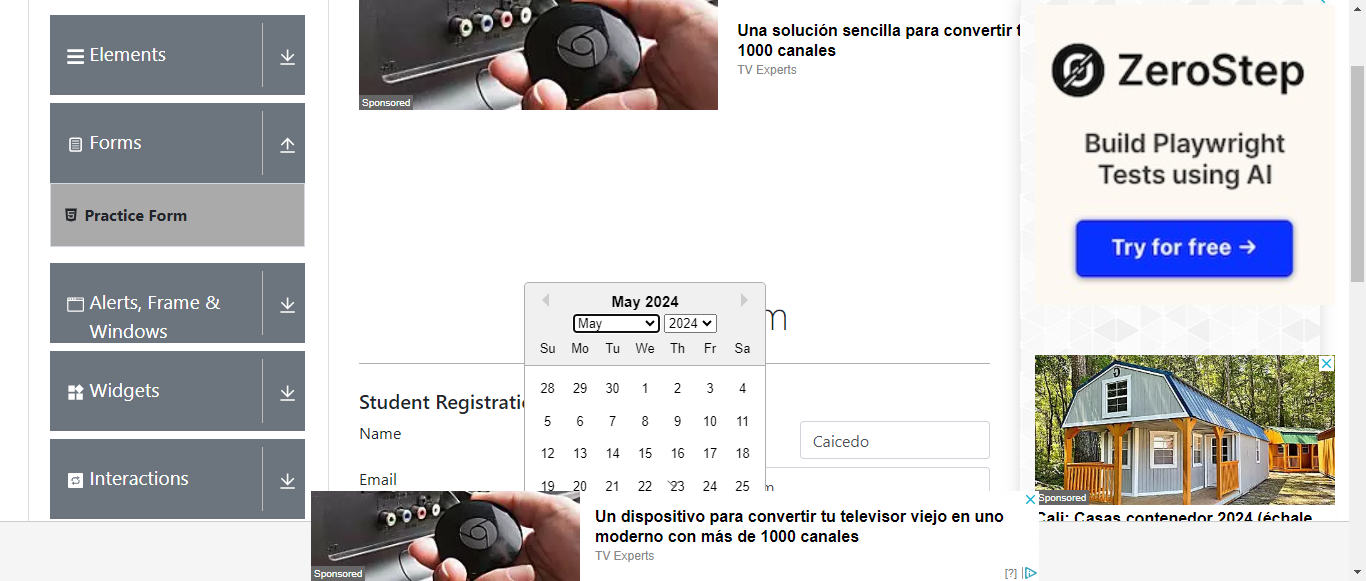 Elements
Forms
Practice Form
Alerts, Frame &
Windows
Widgets
Interactions
Sponsored
Una solución sencilla para convertir
1000 canales
TV Experts
May 2024
May
2024
Su Mo Tu We Th Fr Sa
28 29 30 1 2 3 4
5 6 7 8 9 10 11
12 13 14 15 16 17 18
19 20 21 22 23 24 25
Student Registratio
Name
Caicedo
Email
m
Sponsored
Un dispositivo para convertir tu televisor viejo en uno
moderno con más de 1000 canales
TV Experts
[?]
ZeroStep
Build Playwright
Tests using AI
Try for free →
Sponsored
Cali: Casas contenedor 2024 (échale